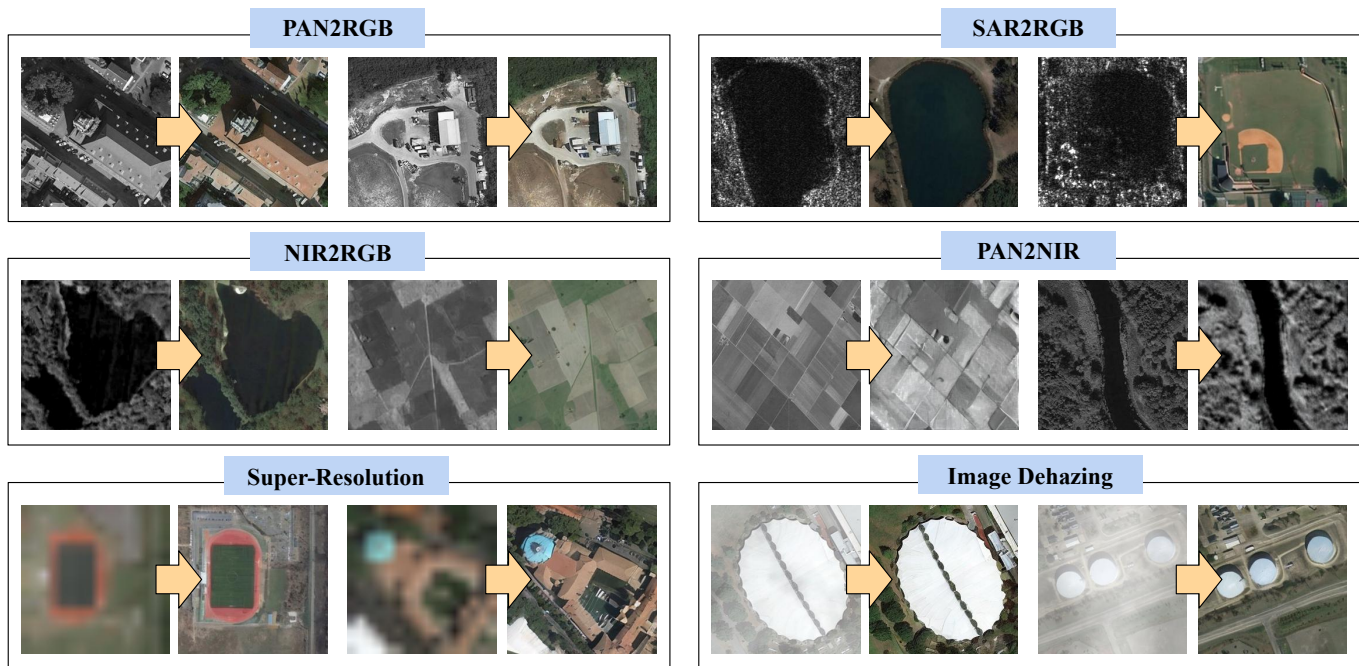 PAN2RGB
SAR2RGB
NIR2RGB
PAN2NIR
Super-Resolution
Image Dehazing